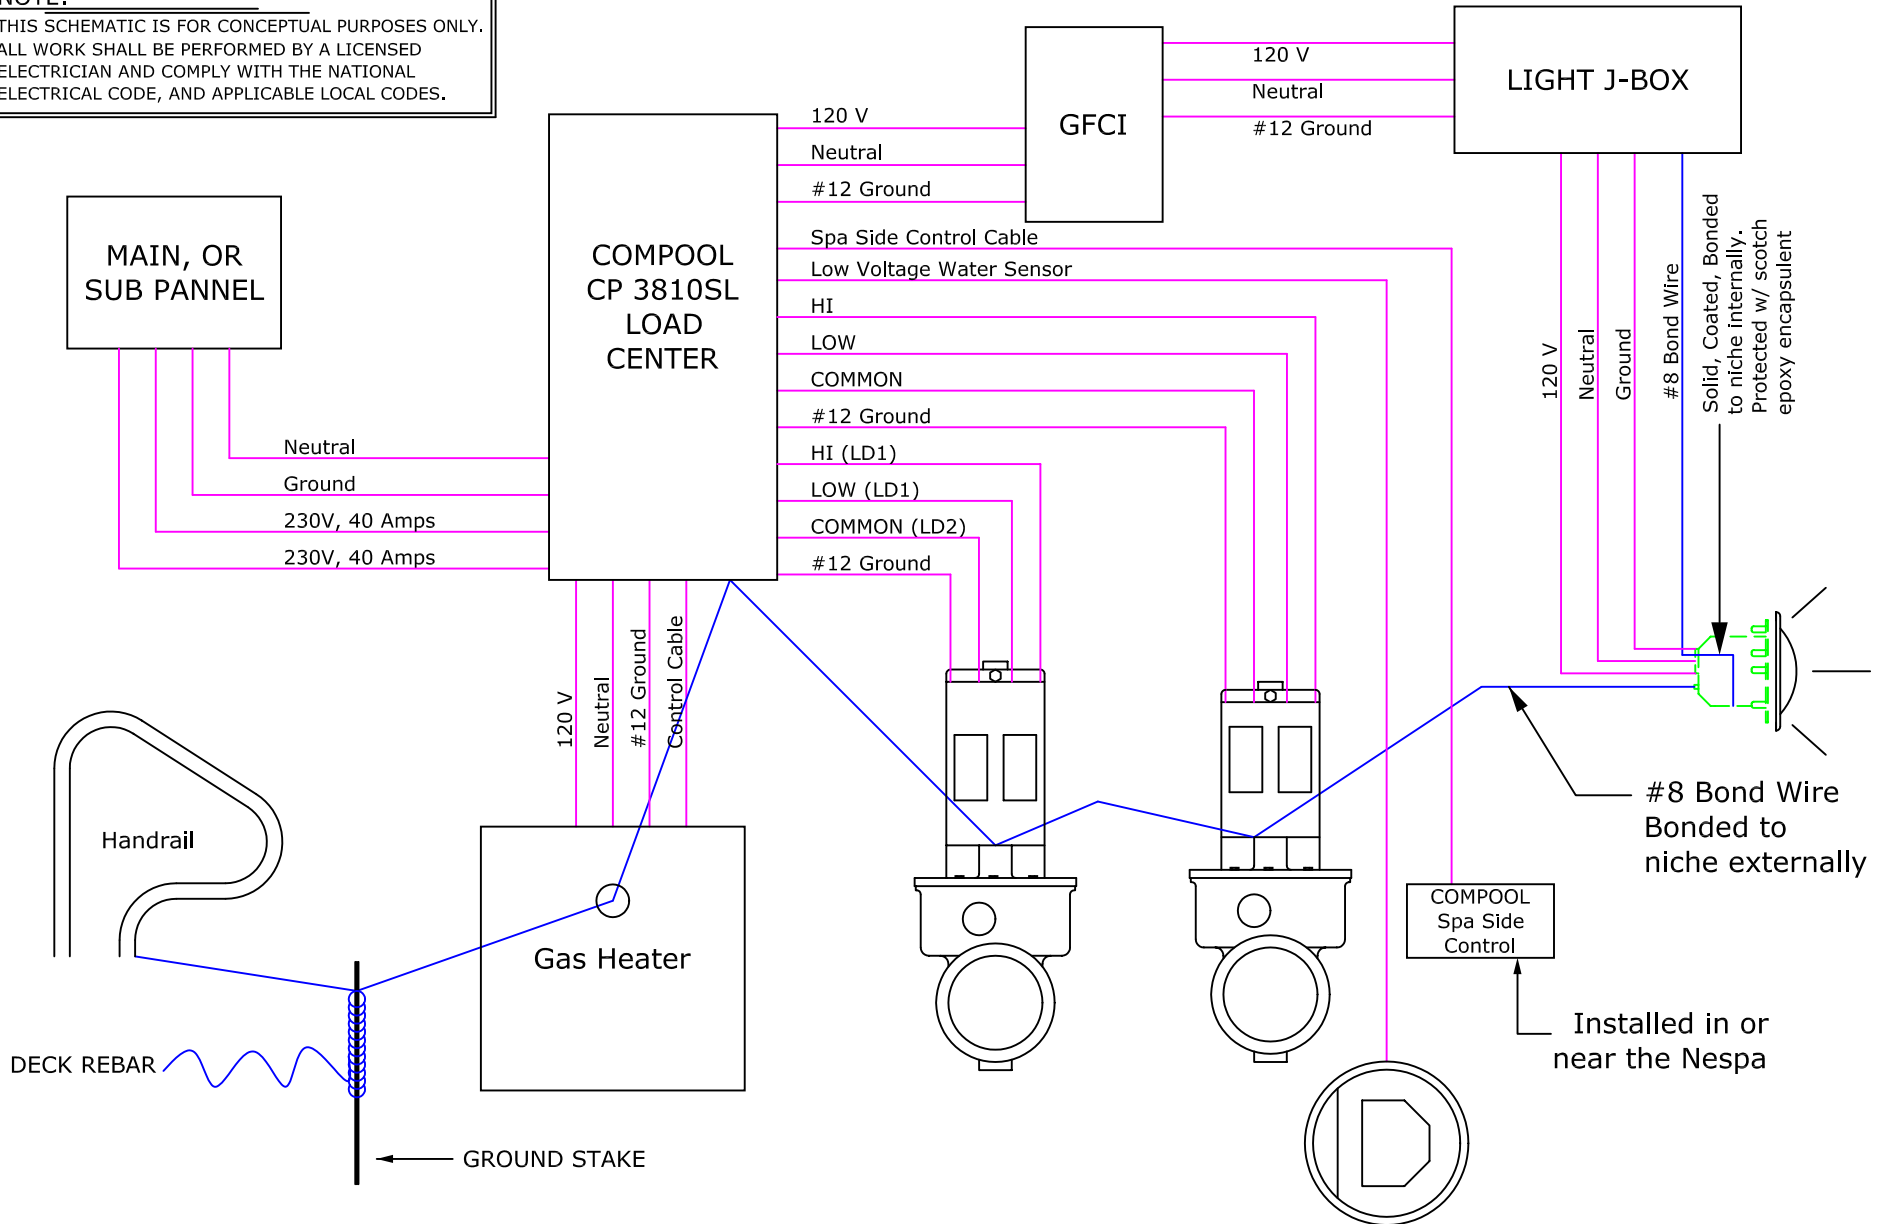 NOTE:
THIS SCHEMATIC IS FOR CONCEPTUAL PURPOSES ONLY.
ALL WORK SHALL BE PERFORMED BY A LICENSED
ELECTRICIAN AND COMPLY WITH THE NATIONAL
ELECTRICAL CODE, AND APPLICABLE LOCAL CODES.
MAIN, OR
SUB PANNEL
Neutral
Ground
230V, 40 Amps
230V, 40 Amps
COMPOOL
CP 3810SL
LOAD
CENTER
120 V
Neutral
#12 Ground
GFCI
120 V
Neutral
#12 Ground
LIGHT J-BOX
Spa Side Control Cable
Low Voltage Water Sensor
HI
LOW
COMMON
#12 Ground
HI (LD1)
LOW (LD1)
COMMON (LD2)
#12 Ground
120 V
Neutral
Ground
#8 Bond Wire
Solid, Coated, Bonded
to niche internally.
Protected w/ scotch
epoxy encapsulent
120 V
Neutral
#12 Ground
Control Cable
Handrail
Gas Heater
DECK REBAR
GROUND STAKE
#8 Bond Wire
Bonded to
niche externally
COMPOOL
Spa Side
Control
Installed in or
near the Nespa